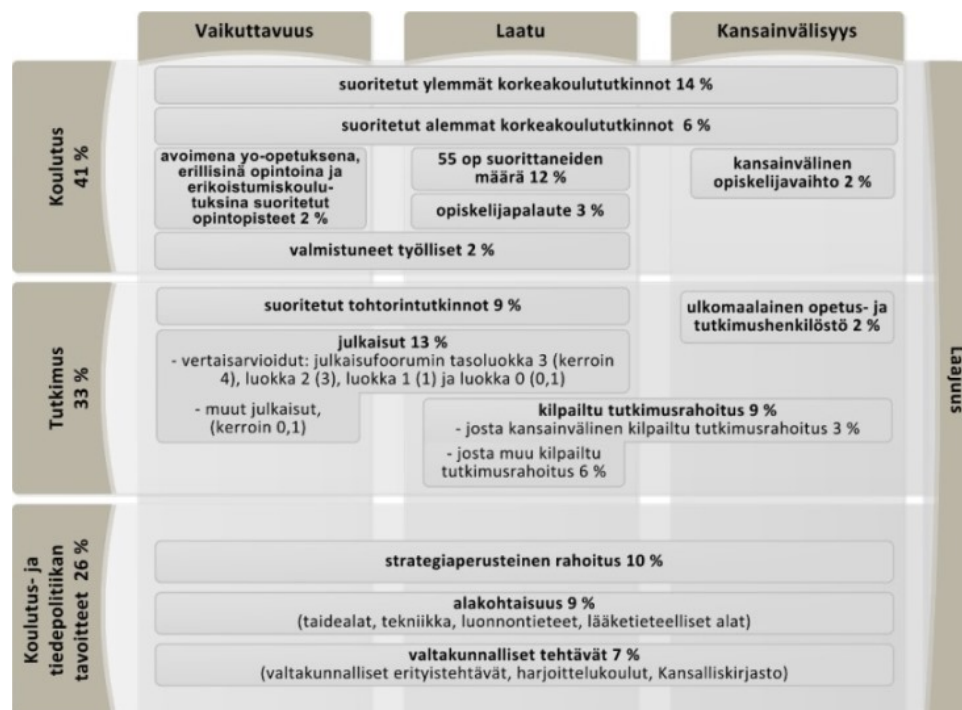 Vaikuttavuus
Laatu
Kansainvälisyys
Koulutus
41 %
suoritetut ylemmät korkeakoulututkinnot 14 %
suoritetut alemmat korkeakoulututkinnot 6 %
avoimena yo-opetuksena,
erillisinä opintoina ja
erikoistumiskoulu-
tuksina suoritetut
opintopisteet 2 %
55 op suorittaneiden
määrä 12 %
opiskelijapalaute 3 %
kansainvälinen
opiskelijavaihto 2 %
valmistuneet työlliset 2 %
Tutkimus
33 %
suoritetut tohtorintutkinnot 9 %
ulkomaalainen opetus- ja
tutkimushenkilöstö 2 %
julkaisut 13 %
- vertaisarvioidut: julkaisufoorumin tasoluokka 3 (kerroin
4), luokka 2 (3), luokka 1 (1) ja luokka 0 (0,1)
- muut julkaisut,
(kerroin 0,1)
kilpailtu tutkimusrahoitus 9 %
- josta kansainvälinen kilpailtu tutkimusrahoitus 3 %
- josta muu kilpailtu
tutkimusrahoitus 6 %
Koulutus- ja
tiedepolitiikan
tavoitteet 26 %
strategiaperusteinen rahoitus 10 %
alakohtaisuus 9 %
(taidealat, tekniikka, luonnontieteet, lääketieteelliset alat)
valtakunnalliset tehtävät 7 %
(valtakunnalliset erityistehtävät, harjoittelukoulut, Kansalliskirjasto)
Laajuus